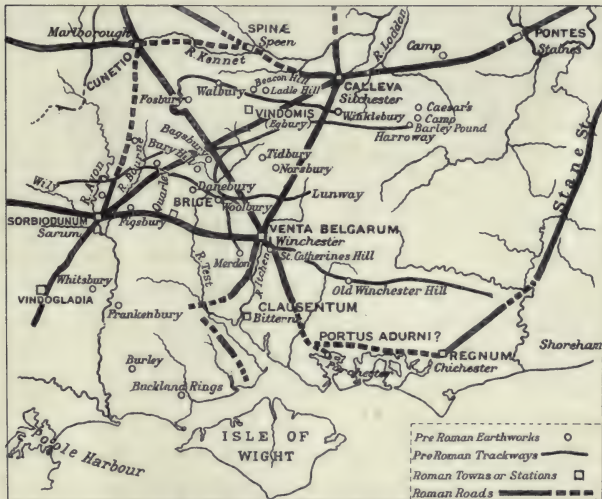 SPINÆ
Speen
Marlborough
R. Kennet
CUNETIO
R. Loddon
Camp
PONTES
Staines
Beacon Hill
Ladle Hill
Walbury
Fosbury
CALLEVA
Silchester
VINDOMIS
(Egbury)
Winklebury
Caesar's
Camp
Barley Pound
Harroway
Bagsbury
Bury Hill
Tidbury
Norsbury
R. Bourne
R. Avon
Wily
Quarley
Danebury
BRIGE
Woolbury
Lunway
Stane St.
SORBIODUNUM
Sarum
Figsbury
VENTA BELGARUM
Winchester
St. Catherines Hill
Merdon
R. Itchen
R. Test
Old Winchester Hill
Whitsbury
VINDOGLADIA
Frankenbury
CLAUSENTUM
Bittern
PORTUS ADURNI?
Porchester
REGNUM
Chichester
Shoreham
Burley
Buckland Rings
Poole Harbour
ISLE OF
WIGHT
Pre Roman Earthworks
Pre Roman Trackways
Roman Towns or Stations
Roman Roads